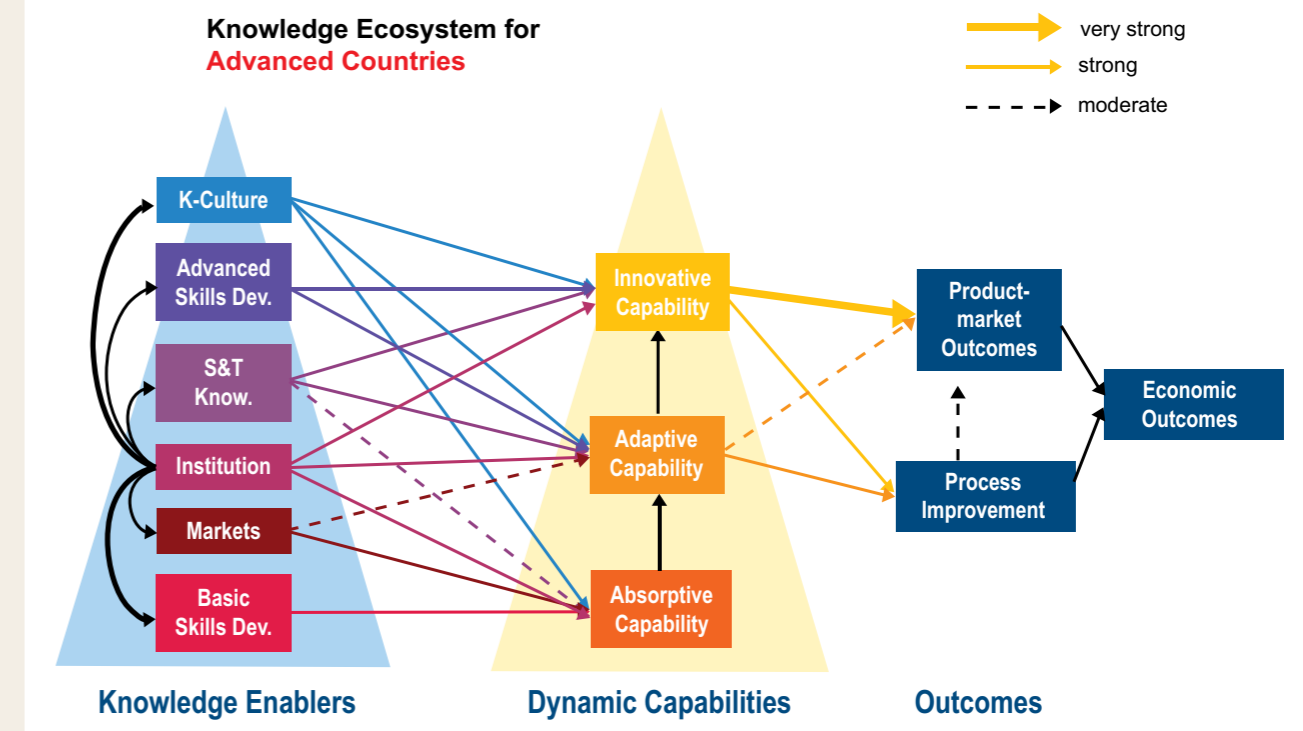 Knowledge Ecosystem for
Advanced Countries
very strong
strong
moderate
K-Culture
Advanced
Skills Dev.
S&T
Know.
Institution
Markets
Basic
Skills Dev.
Innovative
Capability
Adaptive
Capability
Absorptive
Capability
Product-
market
Outcomes
Process
Improvement
Economic
Outcomes
Knowledge Enablers
Dynamic Capabilities
Outcomes